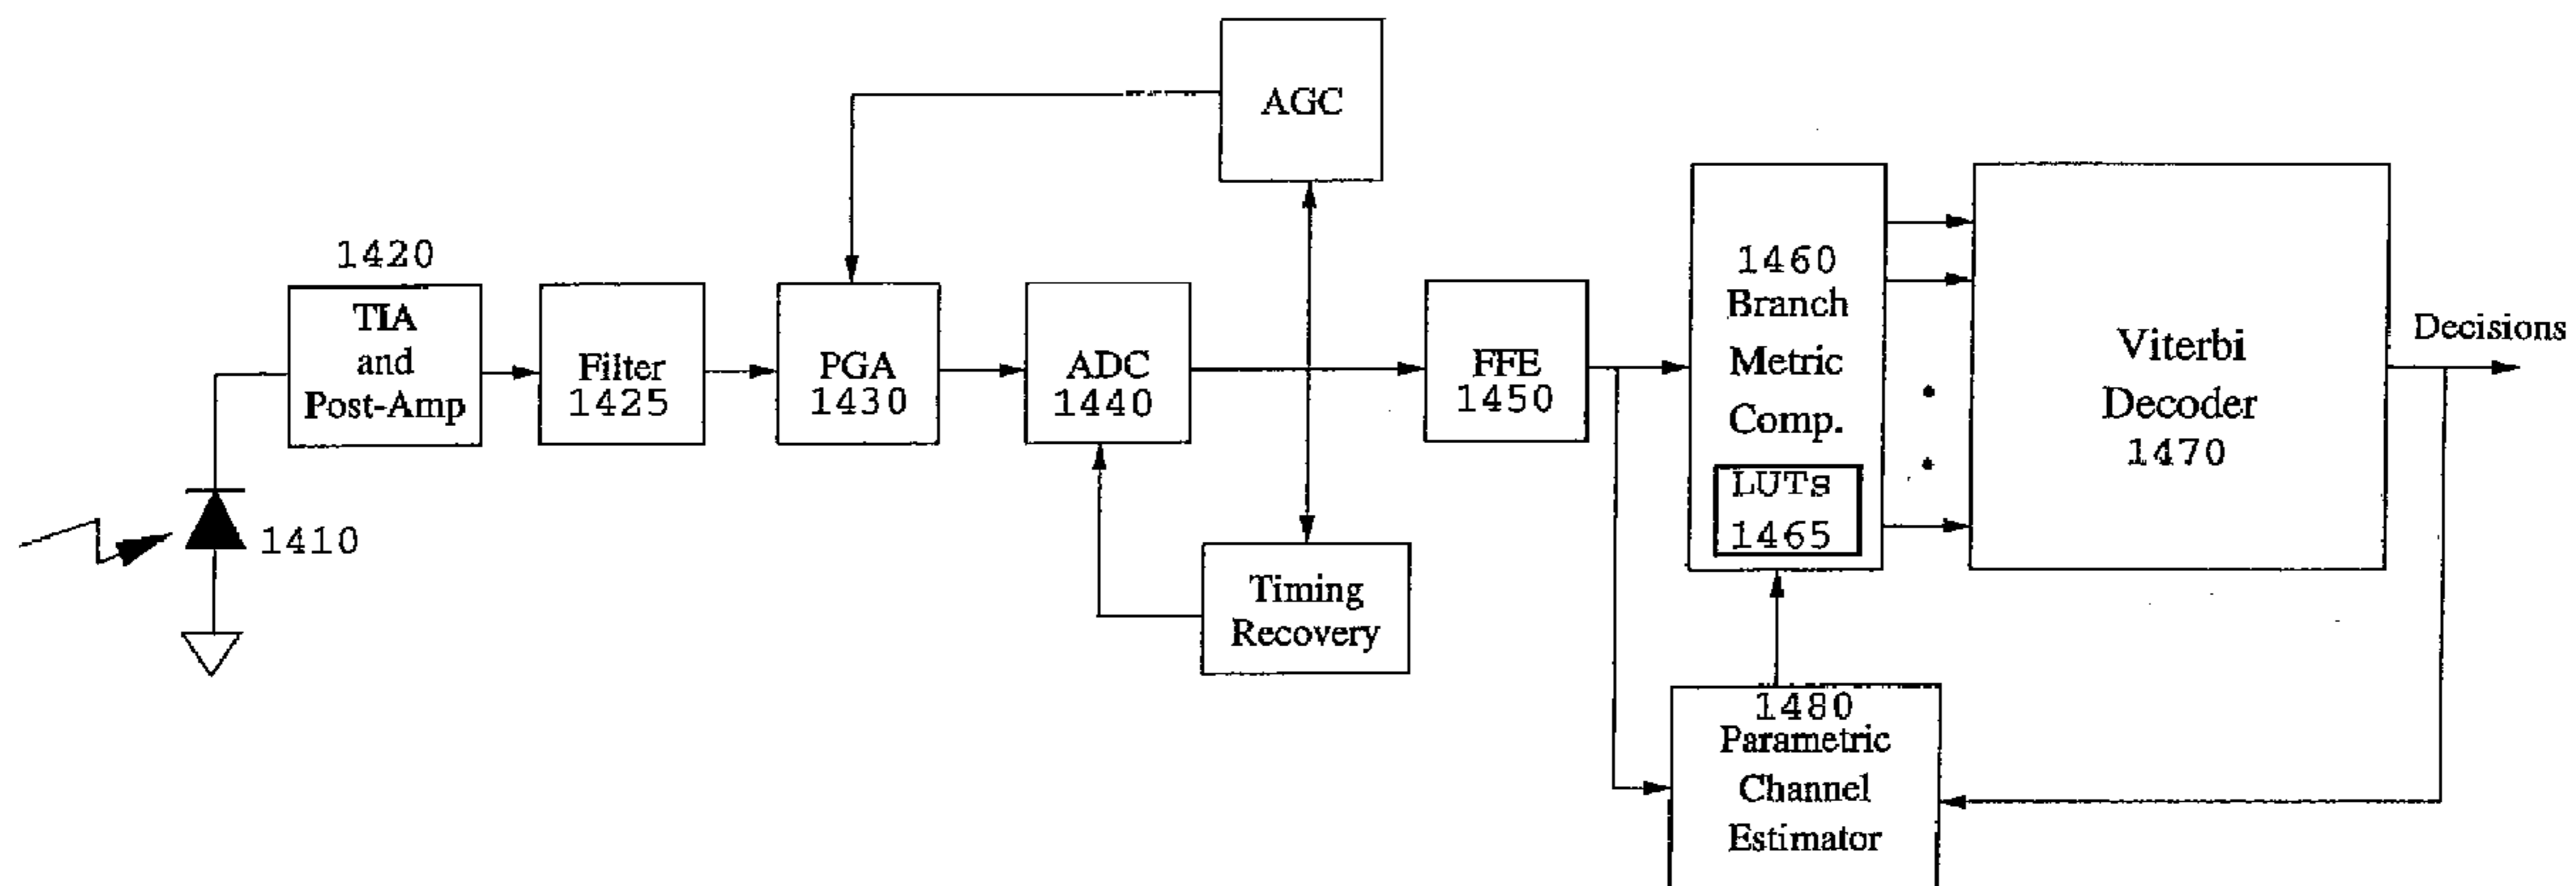 AGC
1420
TIA
and
Post-Amp
Filter
1425
PGA
1430
ADC
1440
FFE
1450
1460
Branch
Metric
Comp.
LUTs
1465
Viterbi
Decoder
1470
Decisions
1410
Timing
Recovery
1480
Parametric
Channel
Estimator